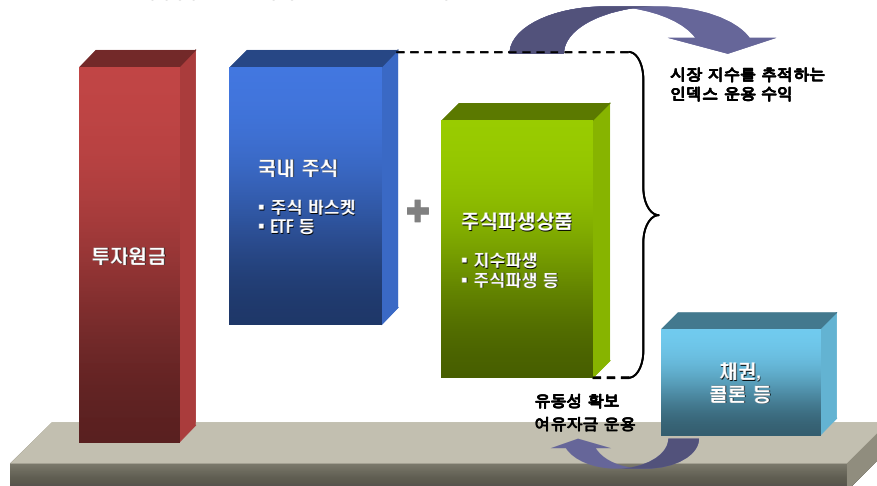 시장 지수를 추적하는
인덱스 운용 수익
국내 주식
▪ 주식 바스켓
▪ ETF 등
투자원금
주식파생상품
▪ 지수파생
▪ 주식파생 등
채권,
콜론 등
유동성 확보
여유자금 운용